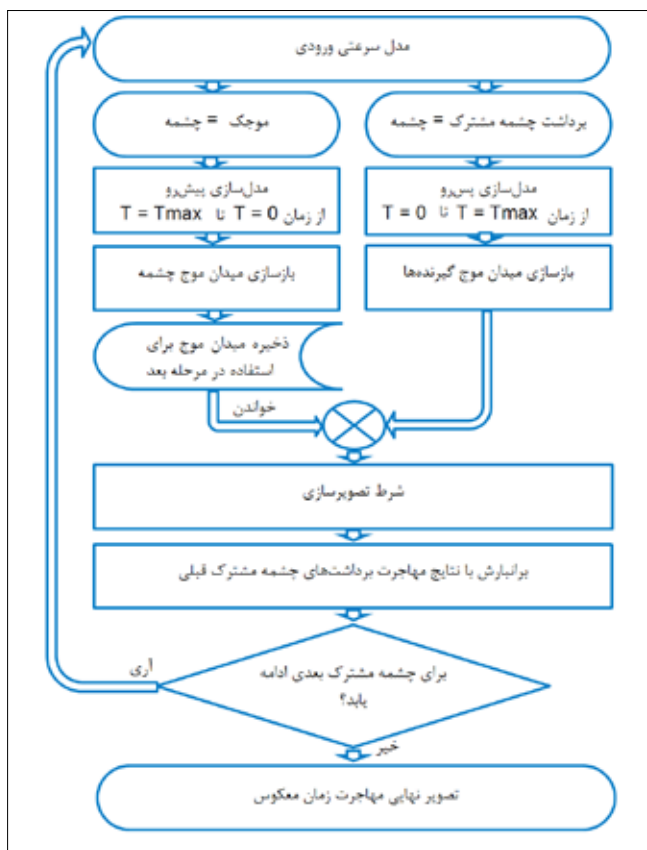 مدل سرعتی ورودی
برداشت چشمه مشترک = چشمه
موجک = چشمه
مدل‌سازی پس‌رو
از زمان T = Tmax تا T = 0
مدل‌سازی پیش‌رو
از زمان T = 0 تا T = Tmax
بازسازی میدان موج گیرنده‌ها
بازسازی میدان موج چشمه
ذخیره میدان موج برای
استفاده در مرحله بعد
خواندن
شرط تصویرسازی
برانبارش با نتایج مهاجرت برداشت‌های چشمه مشترک قبلی
برای چشمه مشترک بعدی ادامه
یابد؟
آری
خیر
تصویر نهایی مهاجرت زمان معکوس